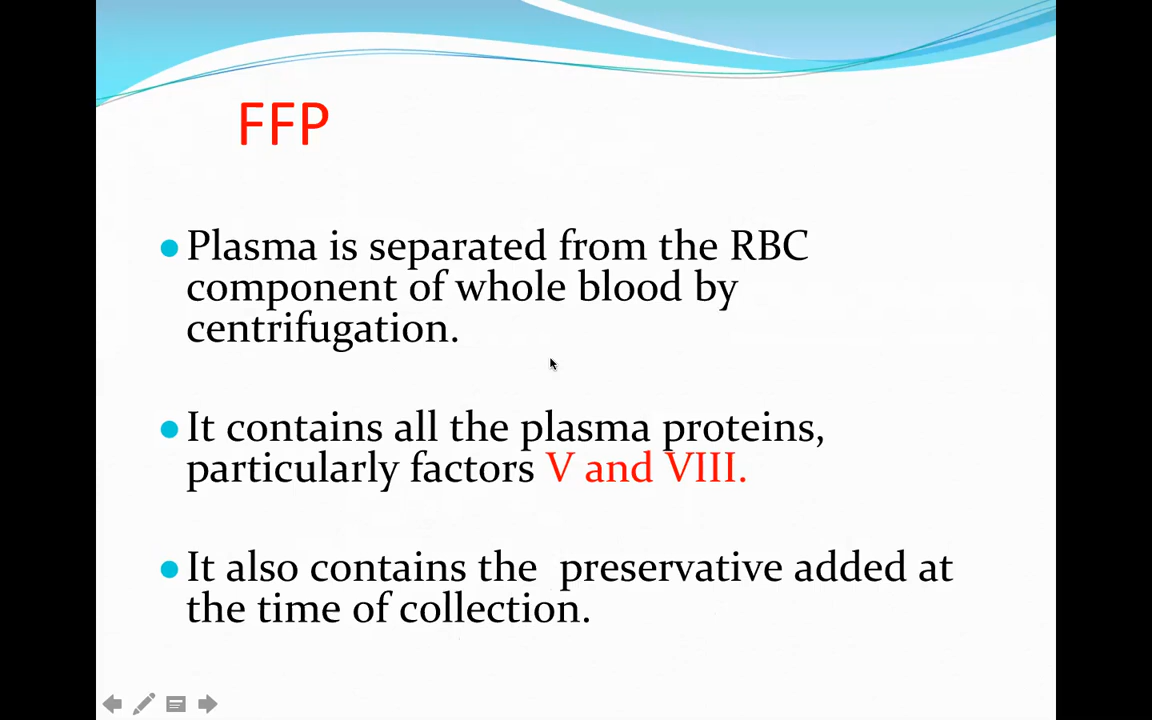 FFP
Plasma is separated from the RBC
component of whole blood by
centrifugation.
It contains all the plasma proteins,
particularly factors V and VIII.
It also contains the preservative added at
the time of collection.